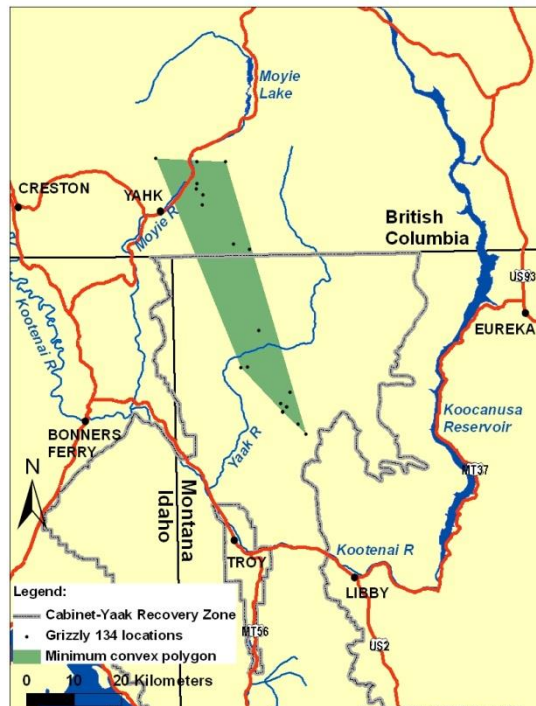 Moyie
Lake
CRESTON
YAHK
Moyie R
British
Columbia
US93
Kootenai R
EUREKA
Koocanusa
Reservoir
BONNERS
FERRY
Yaak R
N
MT37
Montana
Idaho
Kootenai R
TROY
LIBBY
Legend:
Cabinet-Yaak Recovery Zone
Grizzly 134 locations
Minimum convex polygon
MT56
US2
0 10 20 Kilometers